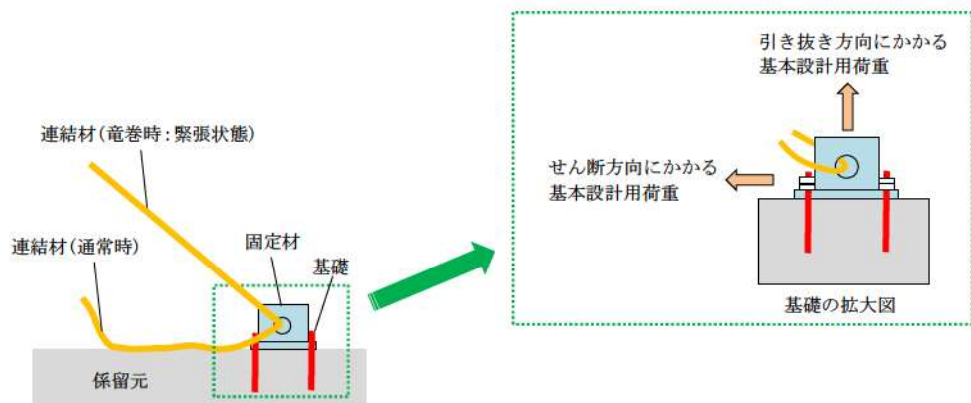 連結材(竜巻時:緊張状態)
連結材(通常時)
固定材
基礎
係留元
引き抜き方向にかかる
基本設計用荷重
せん断方向にかかる
基本設計用荷重
基礎の拡大図